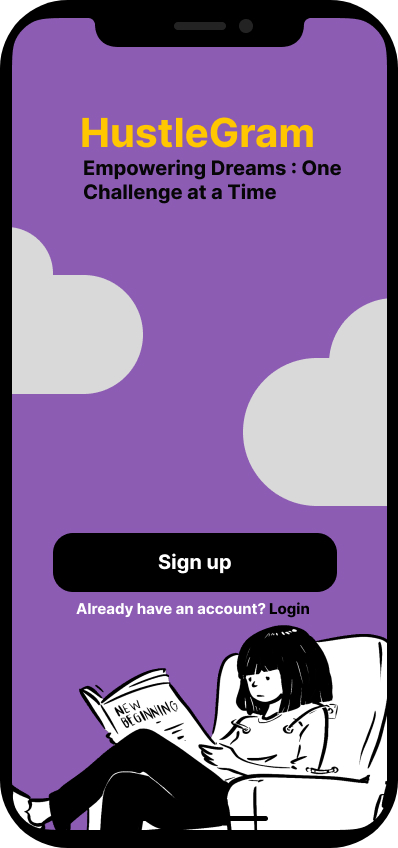 HustleGram
Empowering Dreams : One
Challenge at a Time
Sign up
Already have an account? Login
NEW
BEGINNING